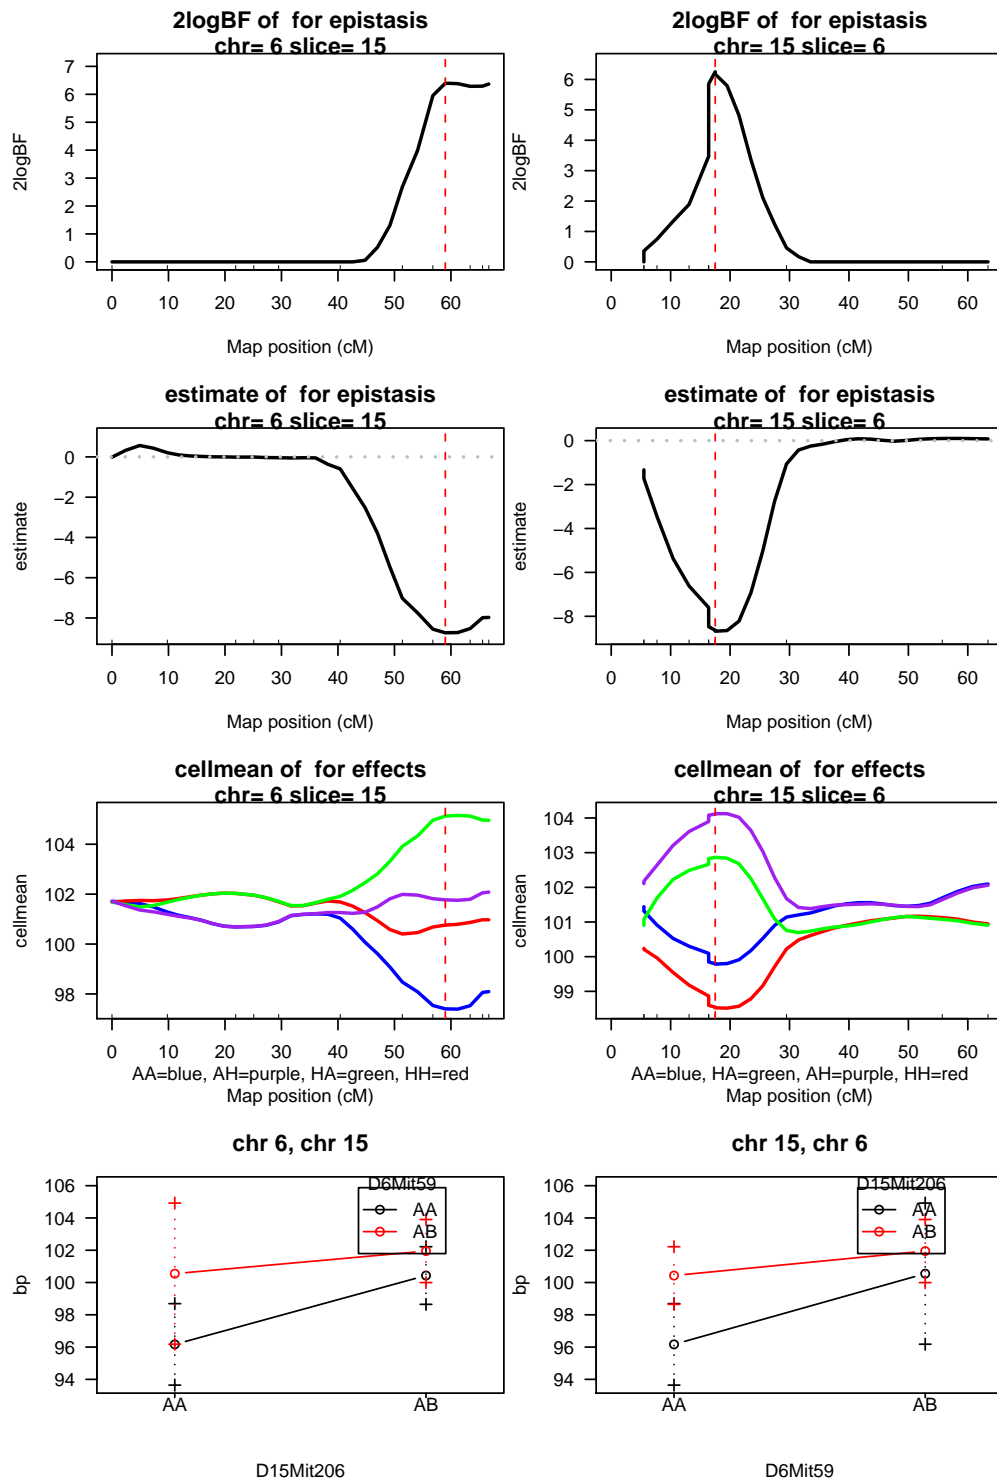 2logBF of for epistasis
chr= 6 slice= 15
2logBF
7
6
5
4
3
2
1
0
0 10 20 30 40 50 60
Map position (cM)
2logBF of for epistasis
chr= 15 slice= 6
2logBF
6
5
4
3
2
1
0
0 10 20 30 40 50 60
Map position (cM)
estimate of for epistasis
chr= 6 slice= 15
estimate
0
−2
−4
−6
−8
0 10 20 30 40 50 60
Map position (cM)
estimate of for epistasis
chr= 15 slice= 6
estimate
0
−2
−4
−6
−8
0 10 20 30 40 50 60
Map position (cM)
cellmean of for effects
chr= 6 slice= 15
cellmean
104
102
100
98
0 10 20 30 40 50 60
AA=blue, AH=purple, HA=green, HH=red
Map position (cM)
cellmean of for effects
chr= 15 slice= 6
cellmean
104
103
102
101
100
99
0 10 20 30 40 50 60
AA=blue, HA=green, AH=purple, HH=red
Map position (cM)
chr 6, chr 15
bp
106
104
102
100
98
96
94
D6Mit59
AA
AB
AA AB
D15Mit206
chr 15, chr 6
bp
106
104
102
100
98
96
94
D15Mit206
AA
AB
AA AB
D6Mit59